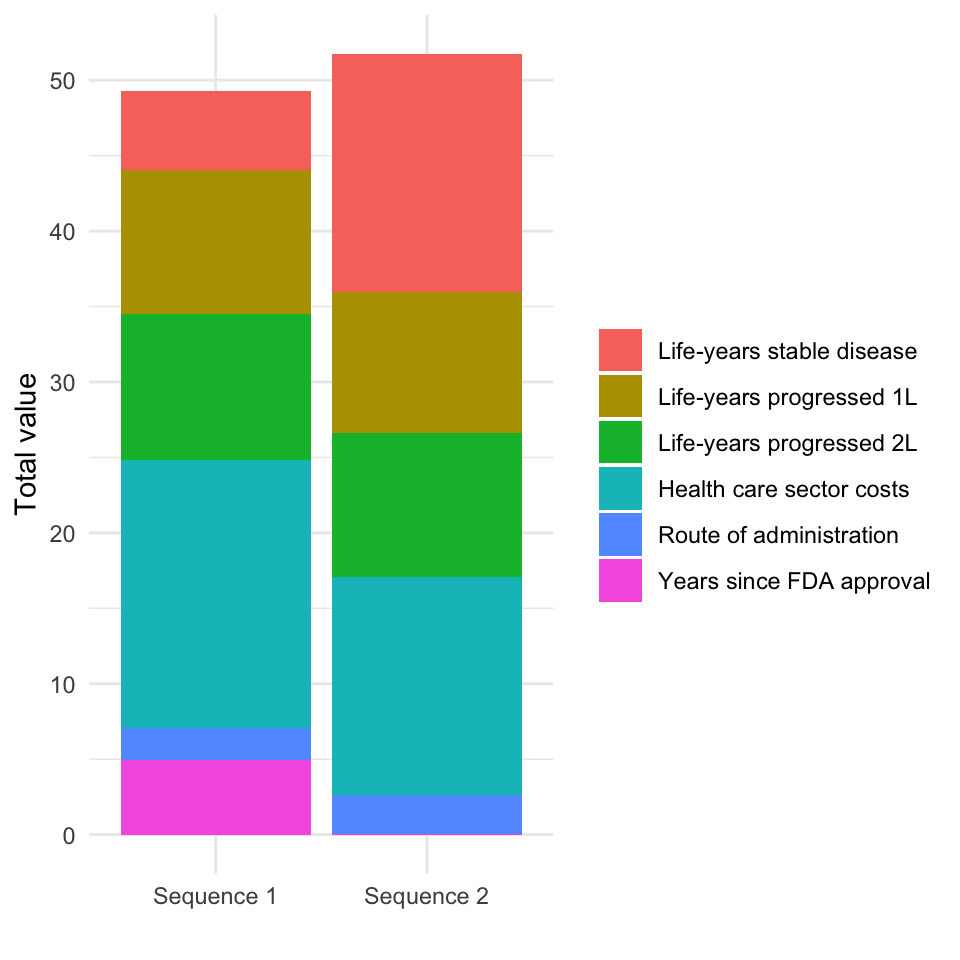 Total value
50
40
30
20
10
0
Sequence 1
Sequence 2
Life-years stable disease
Life-years progressed 1L
Life-years progressed 2L
Health care sector costs
Route of administration
Years since FDA approval